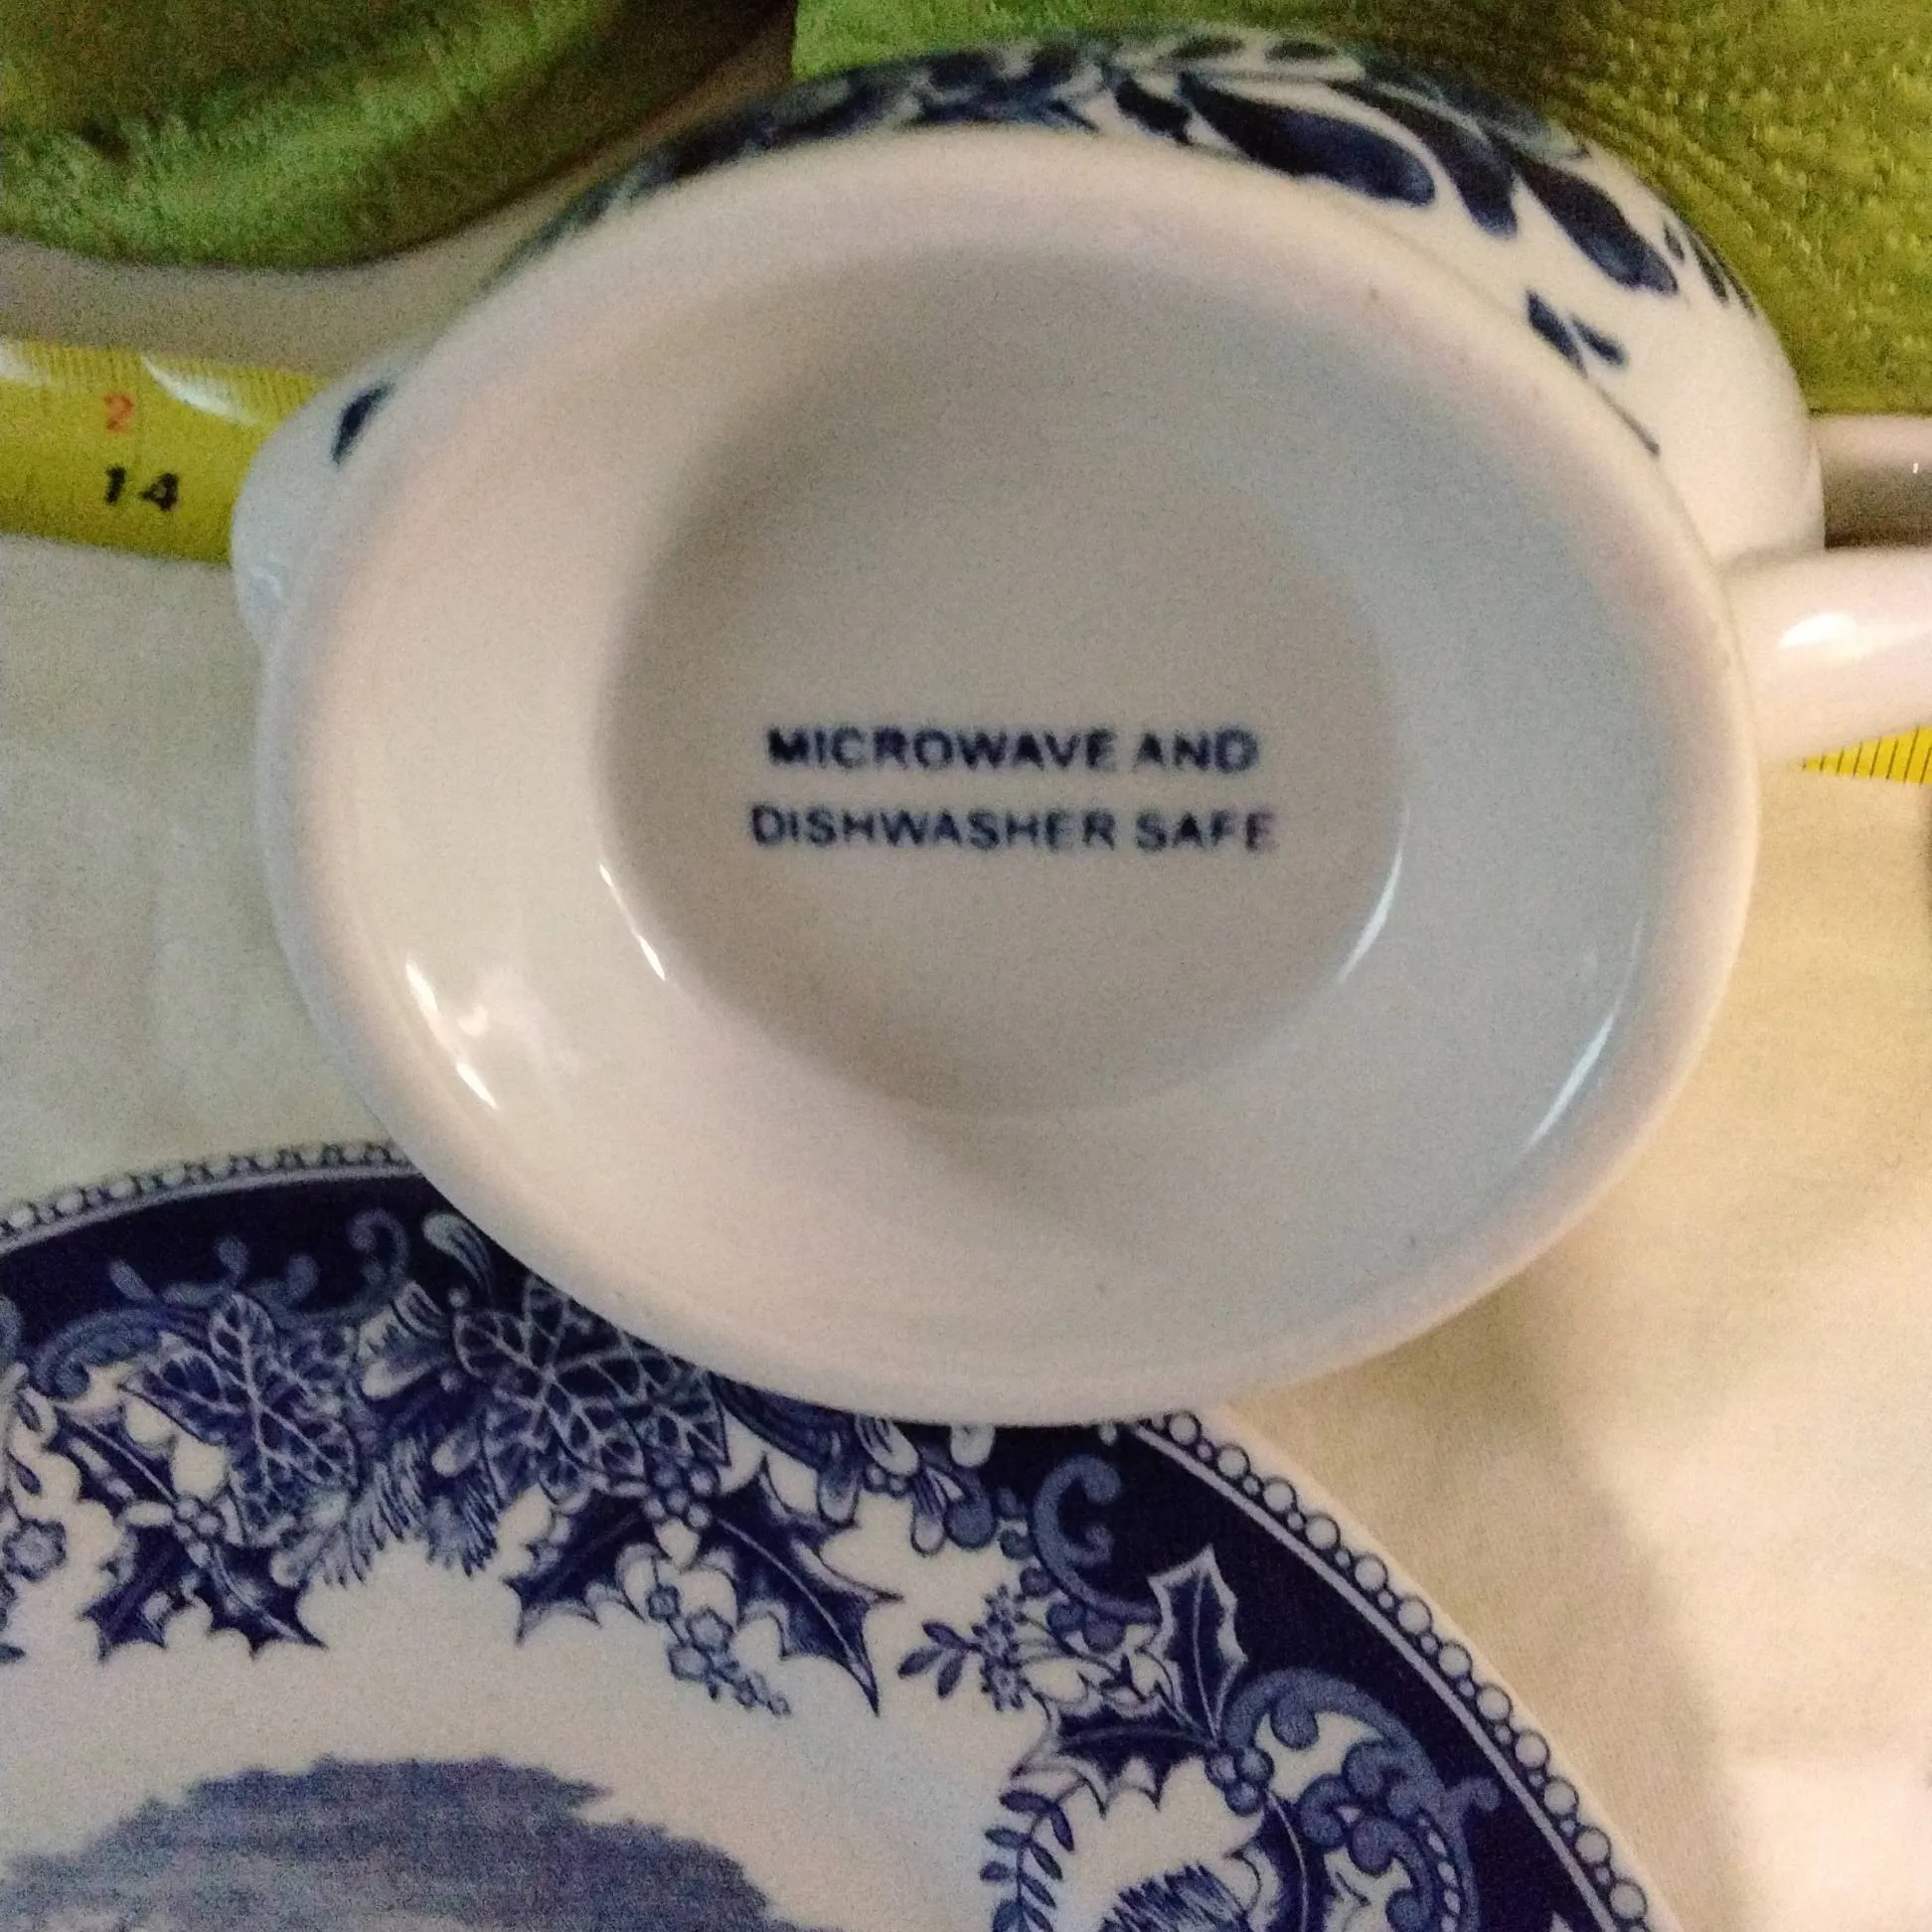 2
14
MICROWAVE AND
DISHWASHER SAFE